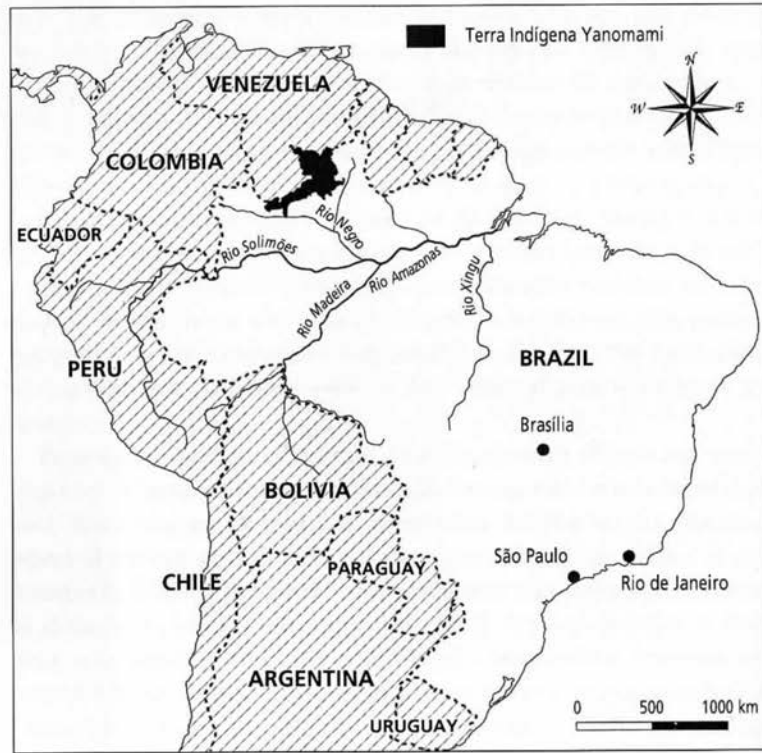 Terra Indígena Yanomami
N
W E
S
VENEZUELA
COLOMBIA
ECUADOR
Rio Negro
Rio Solimões
Rio Amazonas
Rio Madeira
Rio Xingu
PERU
BRAZIL
Brasília
BOLIVIA
São Paulo
Rio de Janeiro
CHILE
PARAGUAY
ARGENTINA
URUGUAY
0 500 1000 km